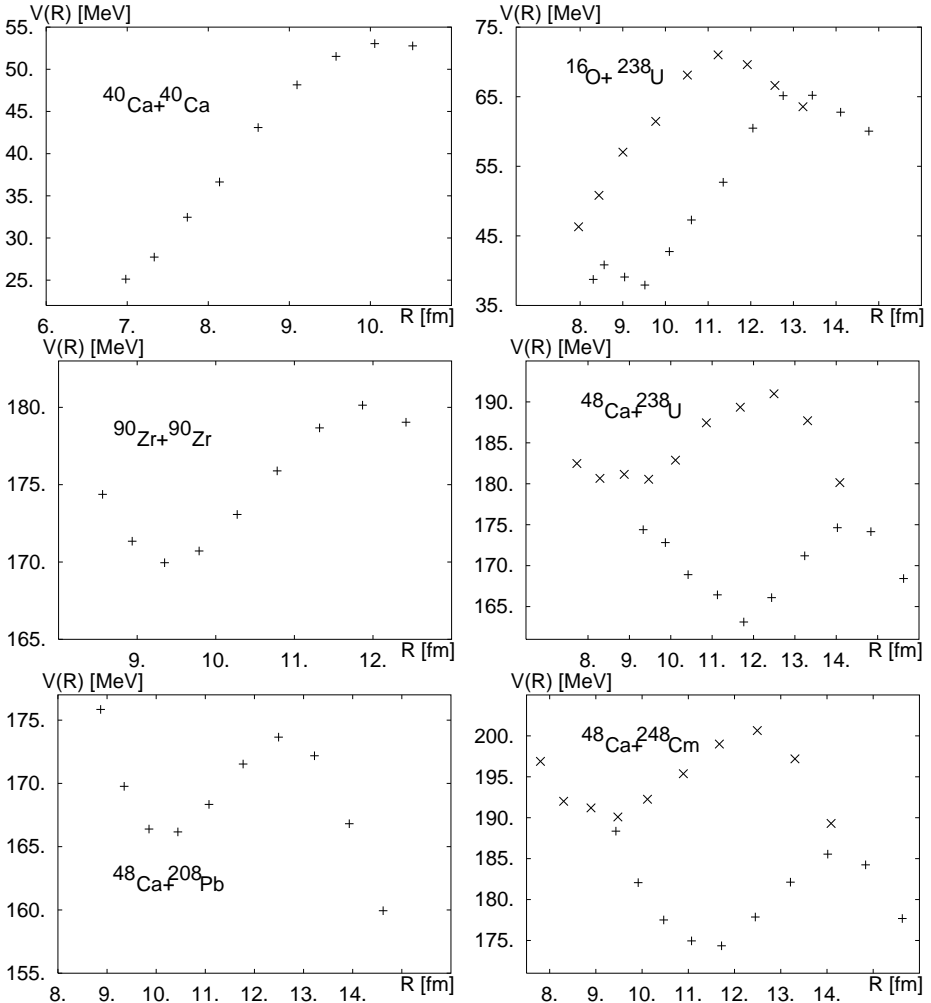 V(R) [MeV]
55.
50.
45.
40.
35.
30.
25.
6. 7. 8. 9. 10. R [fm]
40Ca+40Ca
V(R) [MeV]
75.
65.
55.
45.
35.
8. 9. 10. 11. 12. 13. 14. R [fm]
16O+238U
V(R) [MeV]
180.
175.
170.
165.
9. 10. 11. 12. R [fm]
90Zr+90Zr
V(R) [MeV]
190.
185.
180.
175.
170.
165.
8. 9. 10. 11. 12. 13. 14. R [fm]
48Ca+238U
V(R) [MeV]
175.
170.
165.
160.
155.
8. 9. 10. 11. 12. 13. 14. R [fm]
48Ca+208Pb
V(R) [MeV]
200.
195.
190.
185.
180.
175.
8. 9. 10. 11. 12. 13. 14. R [fm]
48Ca+248Cm